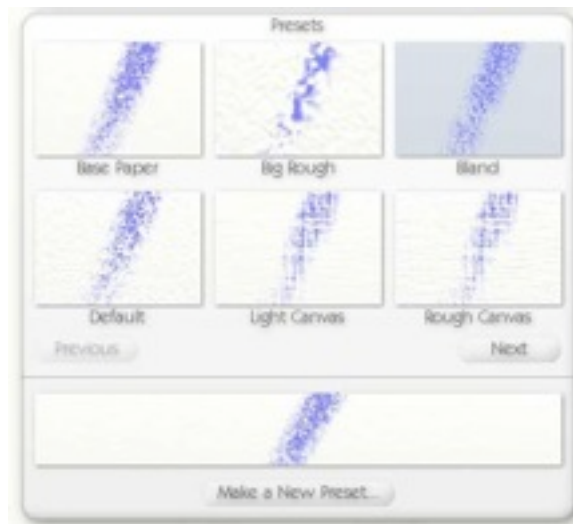 Presets
Base Paper Big Rough Bland
Default Light Canvas Rough Canvas
Previous Next
Make a New Preset...